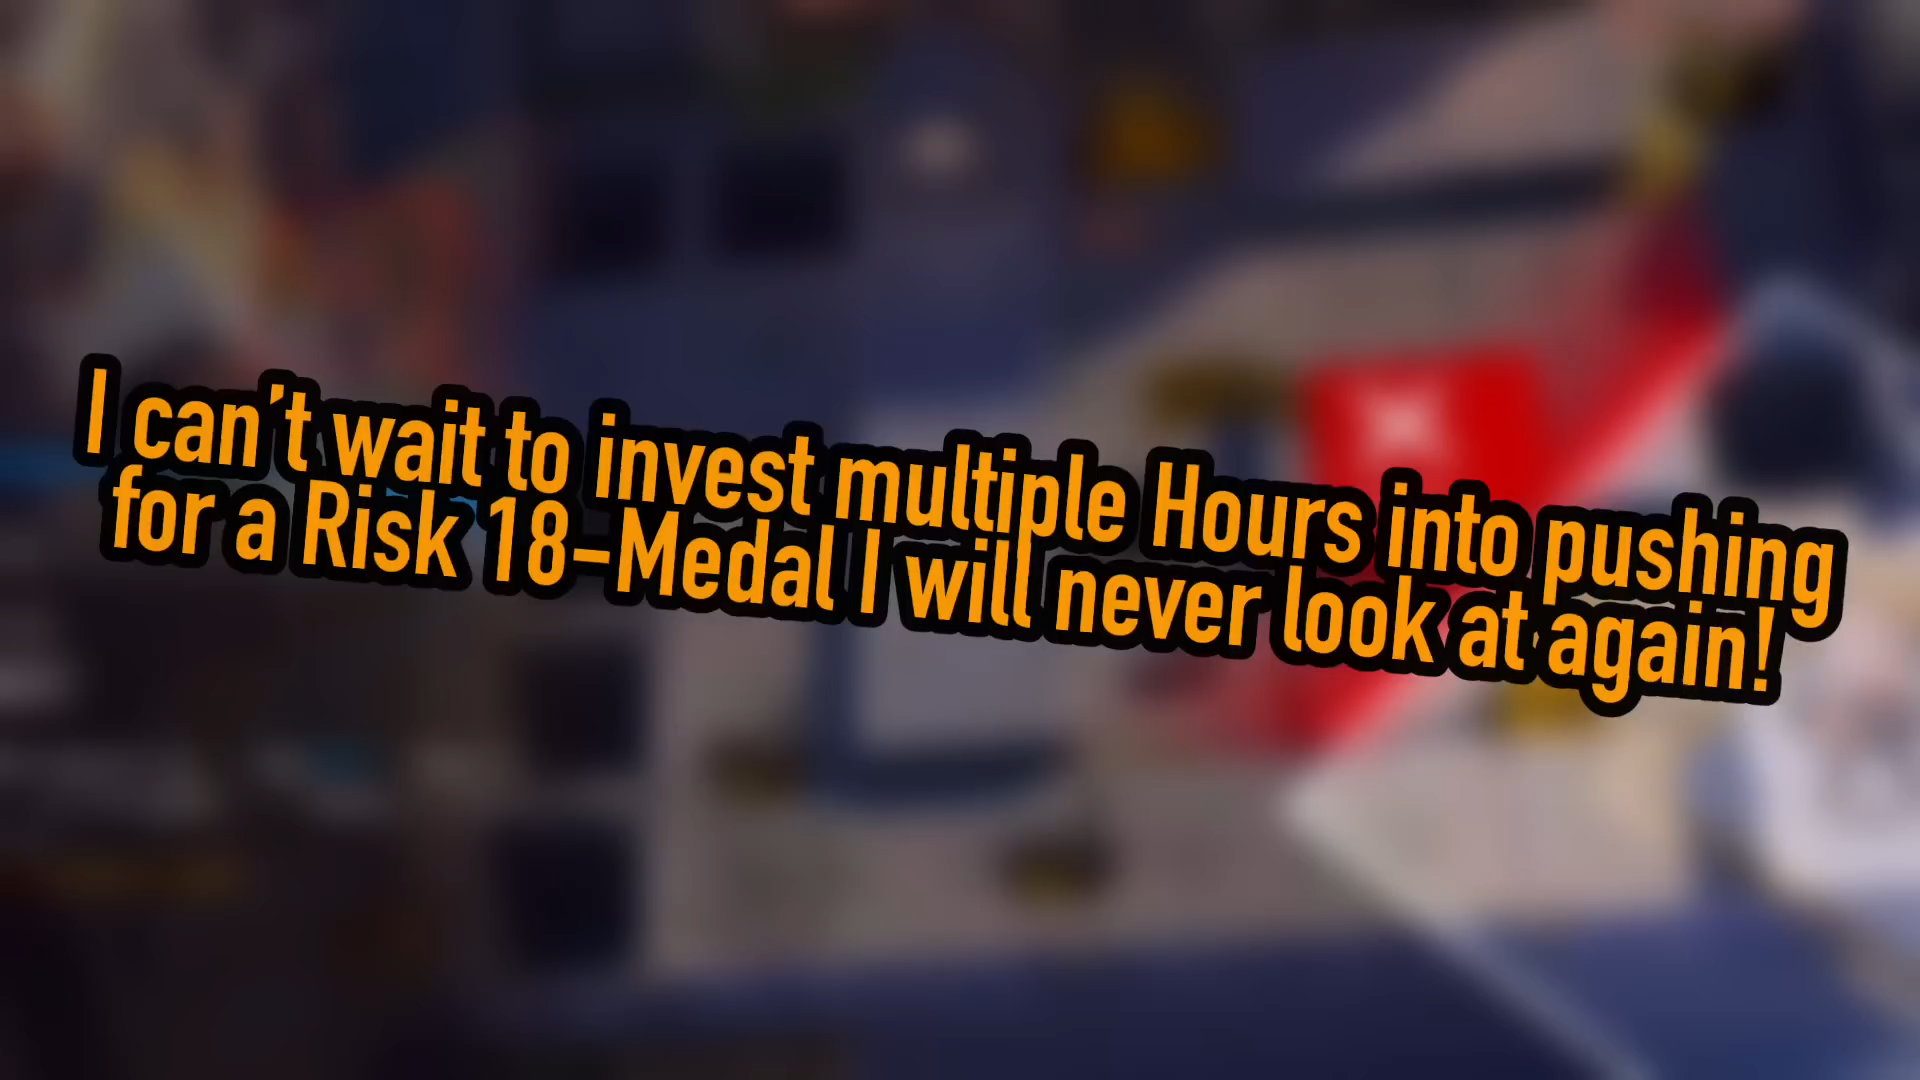 I can't wait to invest multiple Hours into pushing
for a Risk 18-Medal I will never look at again!